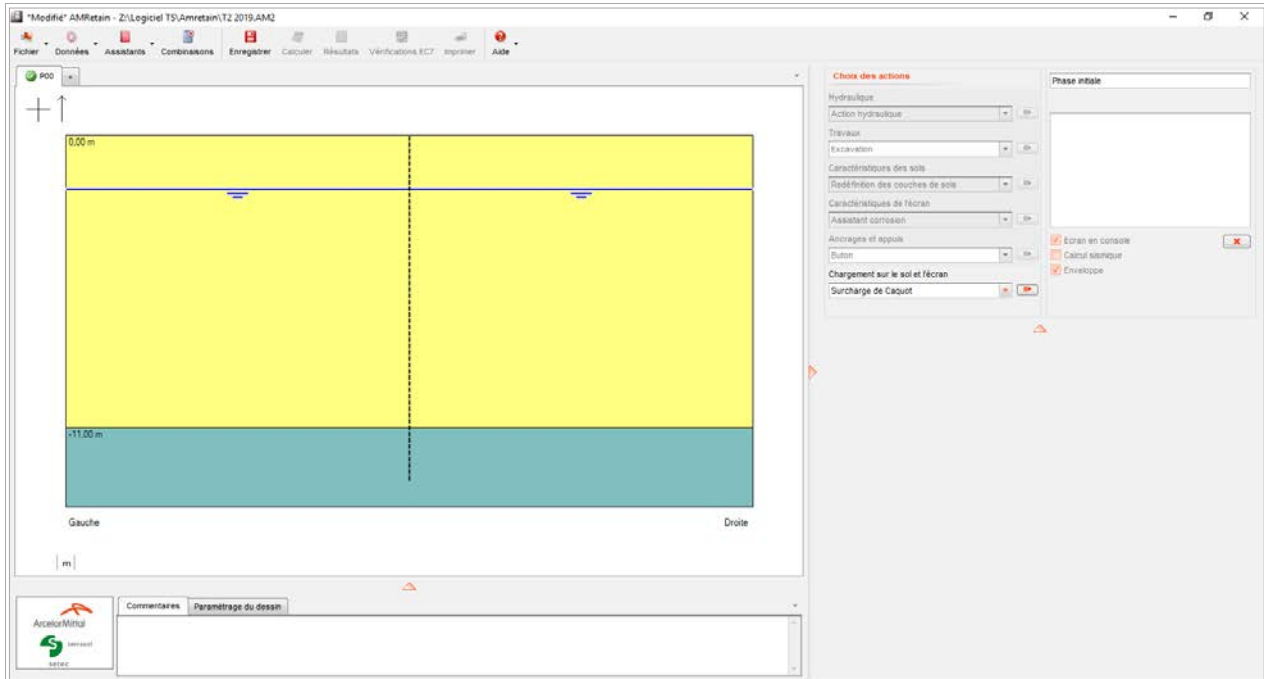 "Modifié" AMRetain - Z:\Logiciel TS\Amretain\T2 2019.AM2
Fichier Données Assistants Combinaisons Enregistrer Calculer Résultats Vérifications EC7 Imprimer Aide
P00 +
0,00 m
-11,00 m
Gauche Droite
m
Choix des actions
Hydraulique
Action hydraulique
Travaux
Excavation
Caractéristiques des sols
Redéfinition des couches de sols
Caractéristiques de l'écran
Assistant corrosion
Ancrages et appuis
Buton
Chargement sur le sol et l'écran
Surcharge de Caquot
Phase initiale
Ecran en console
Calcul sismique
Enveloppe
Commentaires Paramétrage du dessin
ArcelorMittal
terrasol
setec